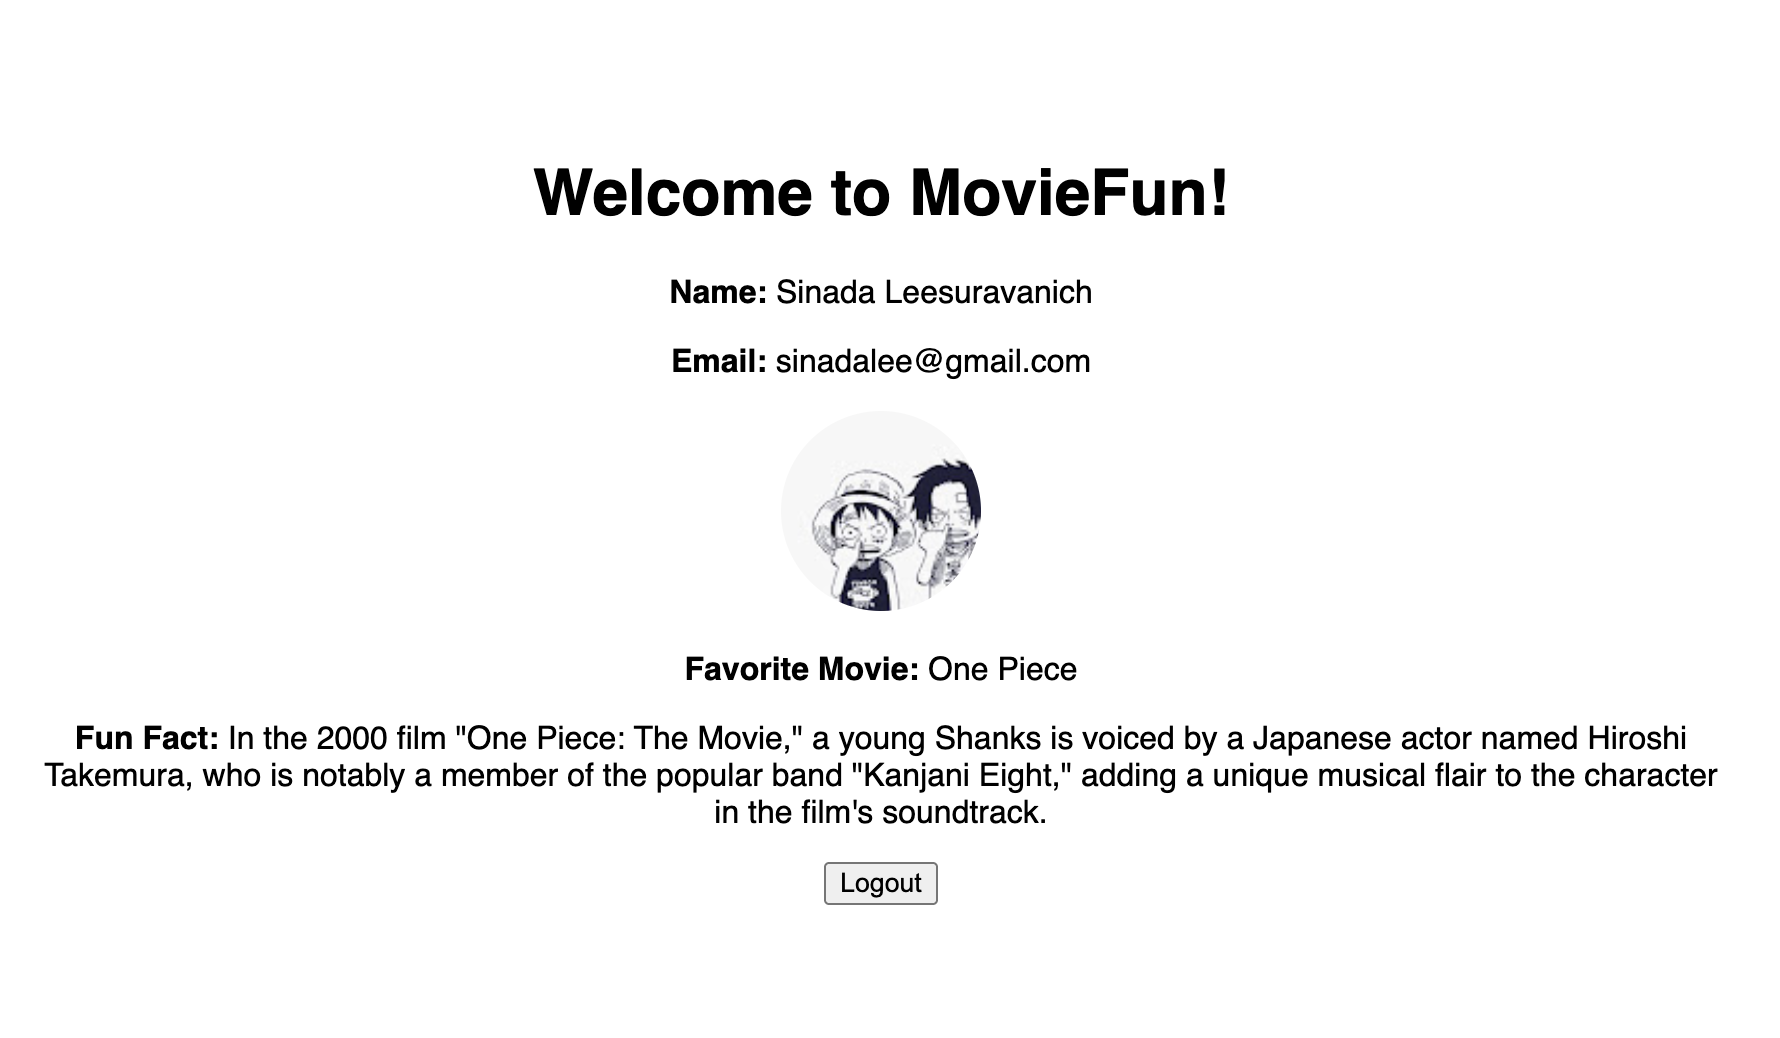 Welcome to MovieFun!
Name: Sinada Leesuravanich
Email: sinadalee@gmail.com
Favorite Movie: One Piece
Fun Fact: In the 2000 film "One Piece: The Movie," a young Shanks is voiced by a Japanese actor named Hiroshi
Takemura, who is notably a member of the popular band "Kanjani Eight," adding a unique musical flair to the character
in the film's soundtrack.
Logout